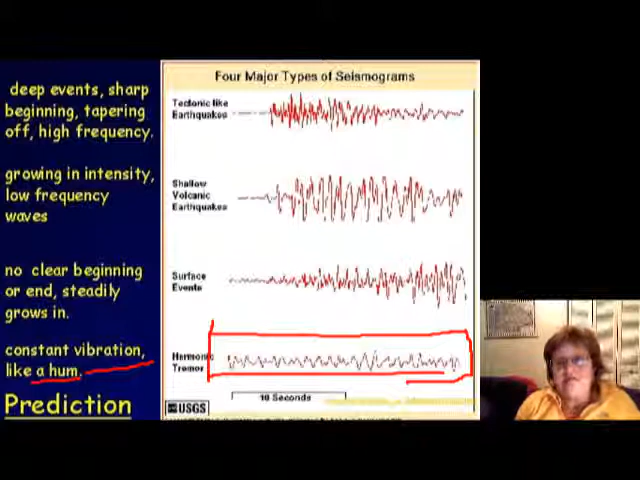 Four Major Types of Seismograms
deep events, sharp
beginning, tapering
off, high frequency.
Tectonic like
Earthquakes
growing in intensity,
low frequency
waves
Shallow
Volcanic
Earthquakes
no clear beginning
or end, steadily
grows in.
Surface
Events
constant vibration,
like a hum.
Harmonic
Tremor
10 Seconds
Prediction
USGS